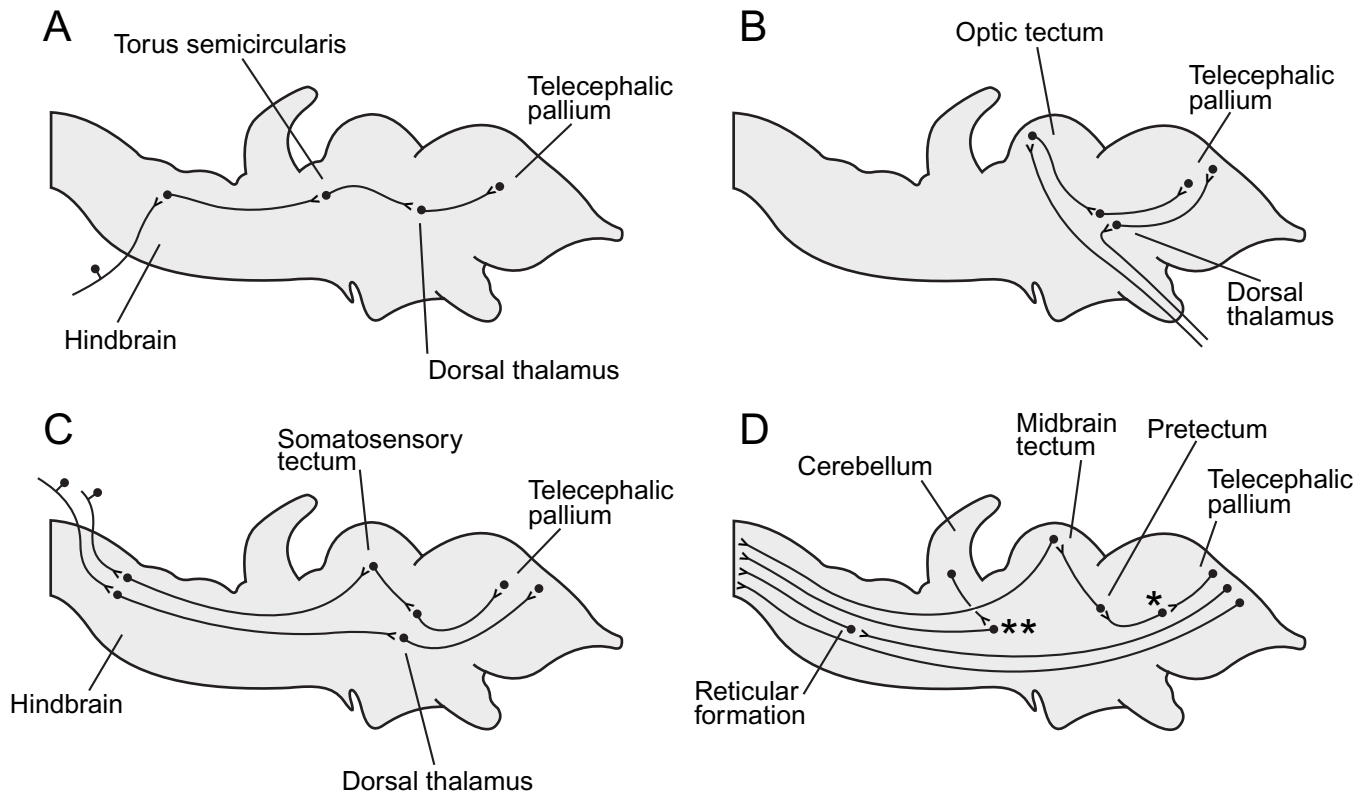 A
Torus semicircularis
Telecephalic
pallium
Hindbrain
Dorsal thalamus
B
Optic tectum
Telecephalic
pallium
Dorsal
thalamus
C
Somatosensory
tectum
Telecephalic
pallium
Hindbrain
Dorsal thalamus
D
Cerebellum
Midbrain
tectum
Pretectum
Telecephalic
pallium
*
**
Reticular
formation